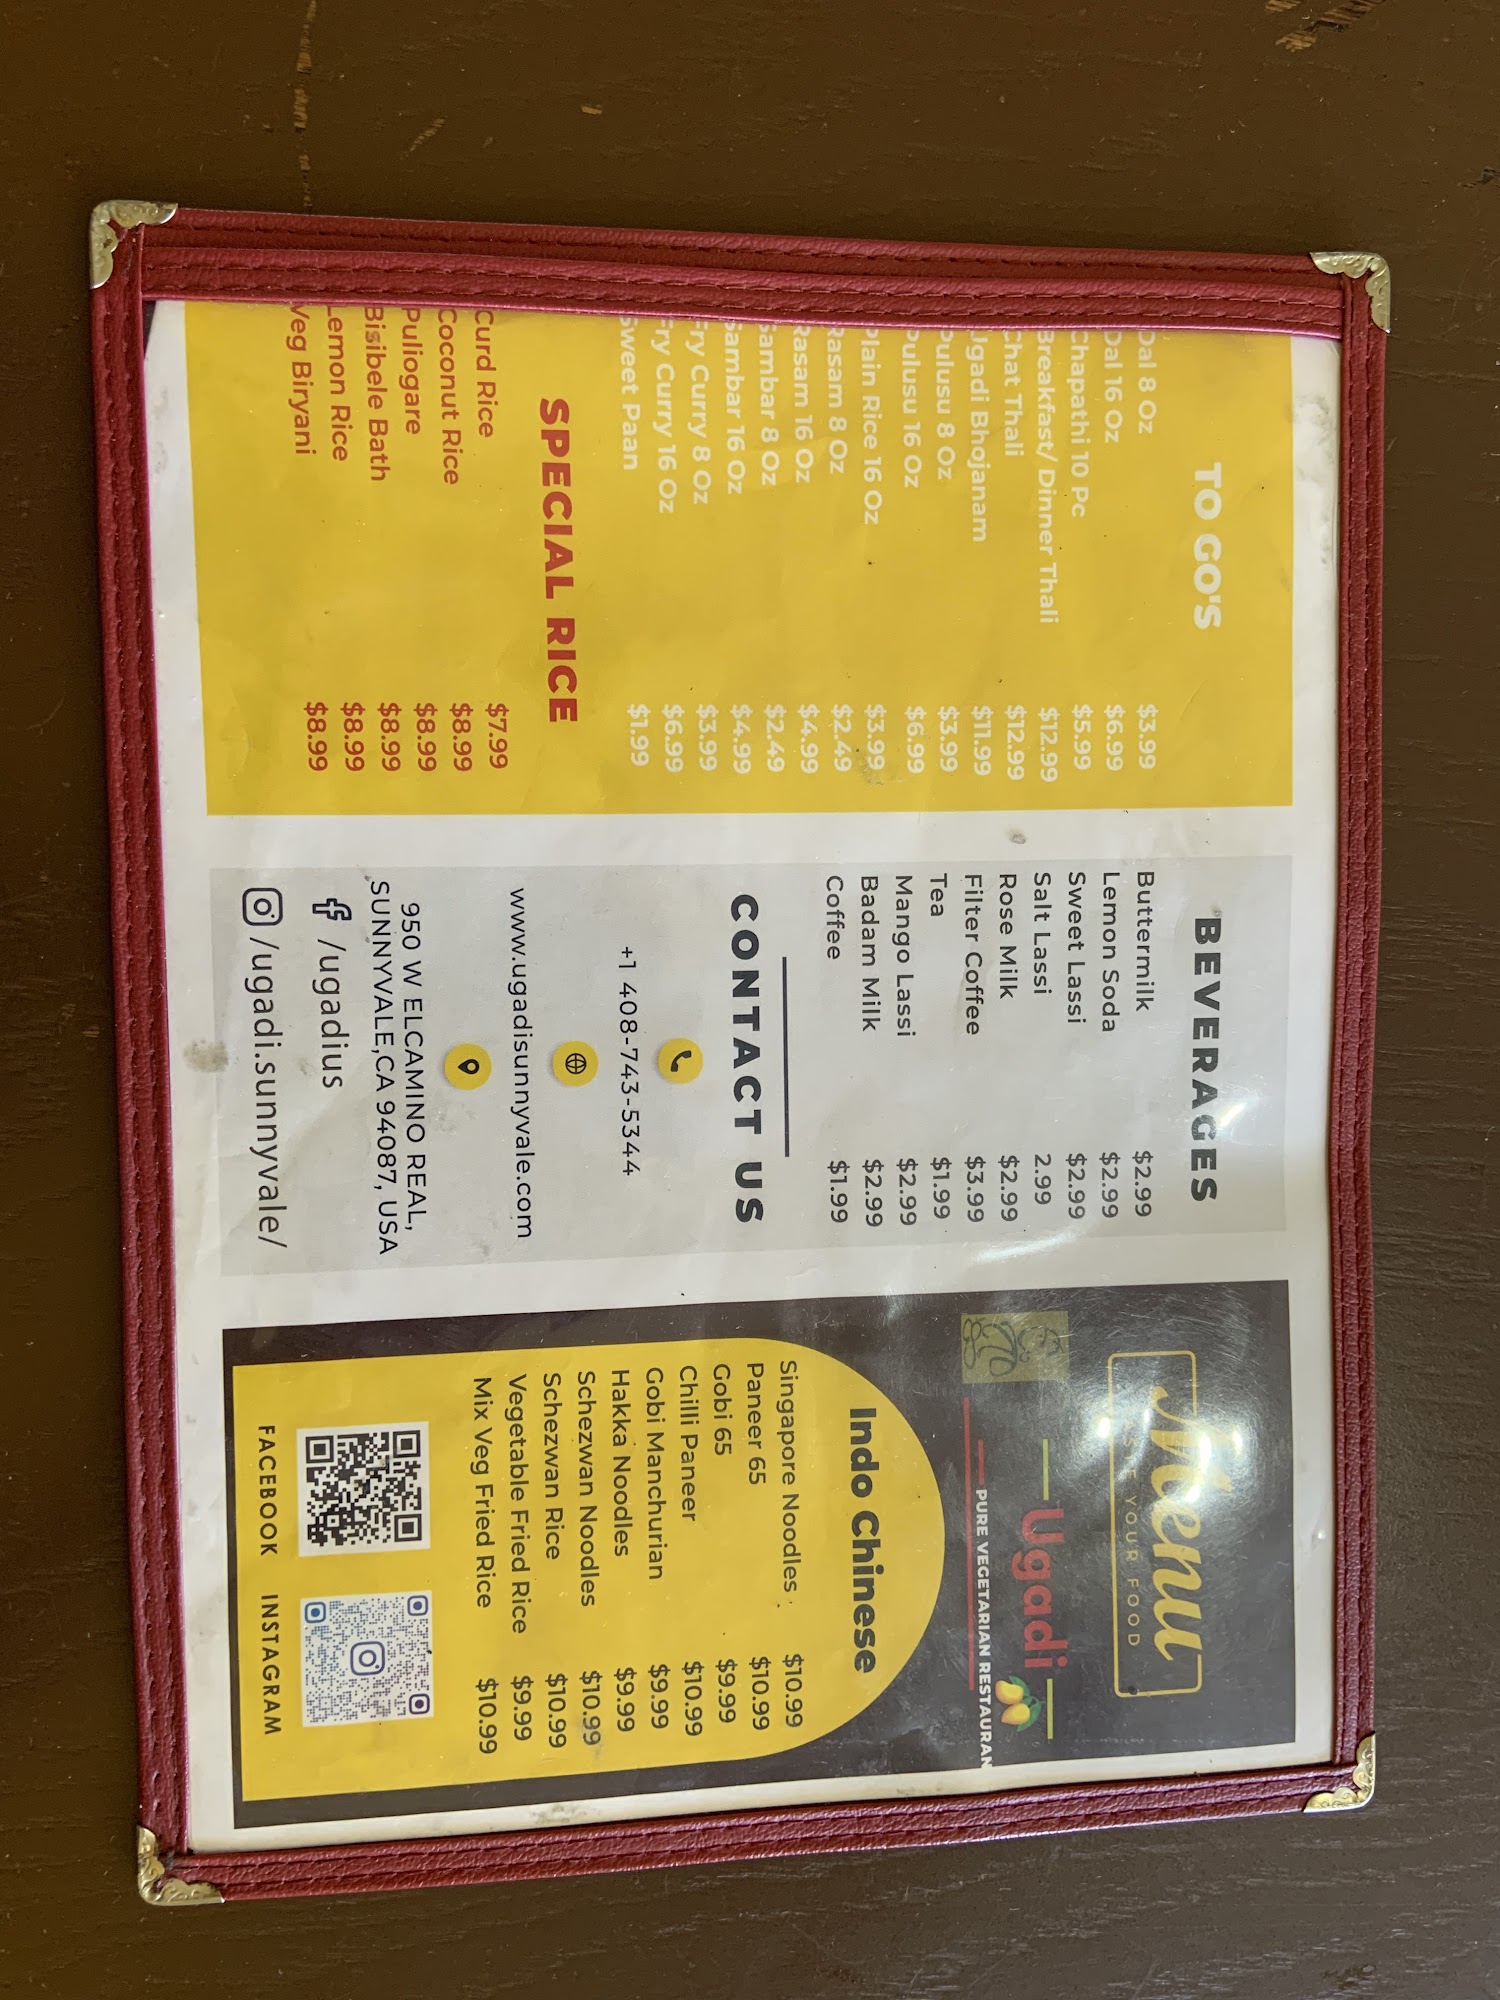 TO GO'S
Dal 8 Oz $3.99
Dal 16 Oz $6.99
Chapathi 10 Pc $5.99
Breakfast/ Dinner Thali $12.99
Chat Thali $12.99
Ugadi Bhojanam $11.99
Pulusu 8 Oz $3.99
Pulusu 16 Oz $6.99
Plain Rice 16 Oz $3.99
Rasam 8 Oz $2.49
Rasam 16 Oz $4.99
Sambar 8 Oz $2.49
Sambar 16 Oz $4.99
Fry Curry 8 Oz $3.99
Fry Curry 16 Oz $6.99
Sweet Paan $1.99
SPECIAL RICE
Curd Rice $7.99
Coconut Rice $8.99
Puliogare $8.99
Bisibele Bath $8.99
Lemon Rice $8.99
Veg Biryani $8.99
BEVERAGES
Buttermilk $2.99
Lemon Soda $2.99
Sweet Lassi $2.99
Salt Lassi 2.99
Rose Milk $2.99
Filter Coffee $3.99
Tea $1.99
Mango Lassi $2.99
Badam Milk $2.99
Coffee $1.99
CONTACT US
+1 408-743-5344
www.ugadisunnyvale.com
950 W ELCAMINO REAL,
SUNNYVALE,CA 94087, USA
/ugadius
/ugadi.sunnyvale/
Menu
YOUR FOOD
Ugadi
PURE VEGETARIAN RESTAURAN
Indo Chinese
Singapore Noodles : $10.99
Paneer 65 $10.99
Gobi 65 $9.99
Chilli Paneer $10.99
Gobi Manchurian $9.99
Hakka Noodles $9.99
Schezwan Noodles $10.99
Schezwan Rice $10.99
Vegetable Fried Rice $9.99
Mix Veg Fried Rice $10.99
FACEBOOK INSTAGRAM